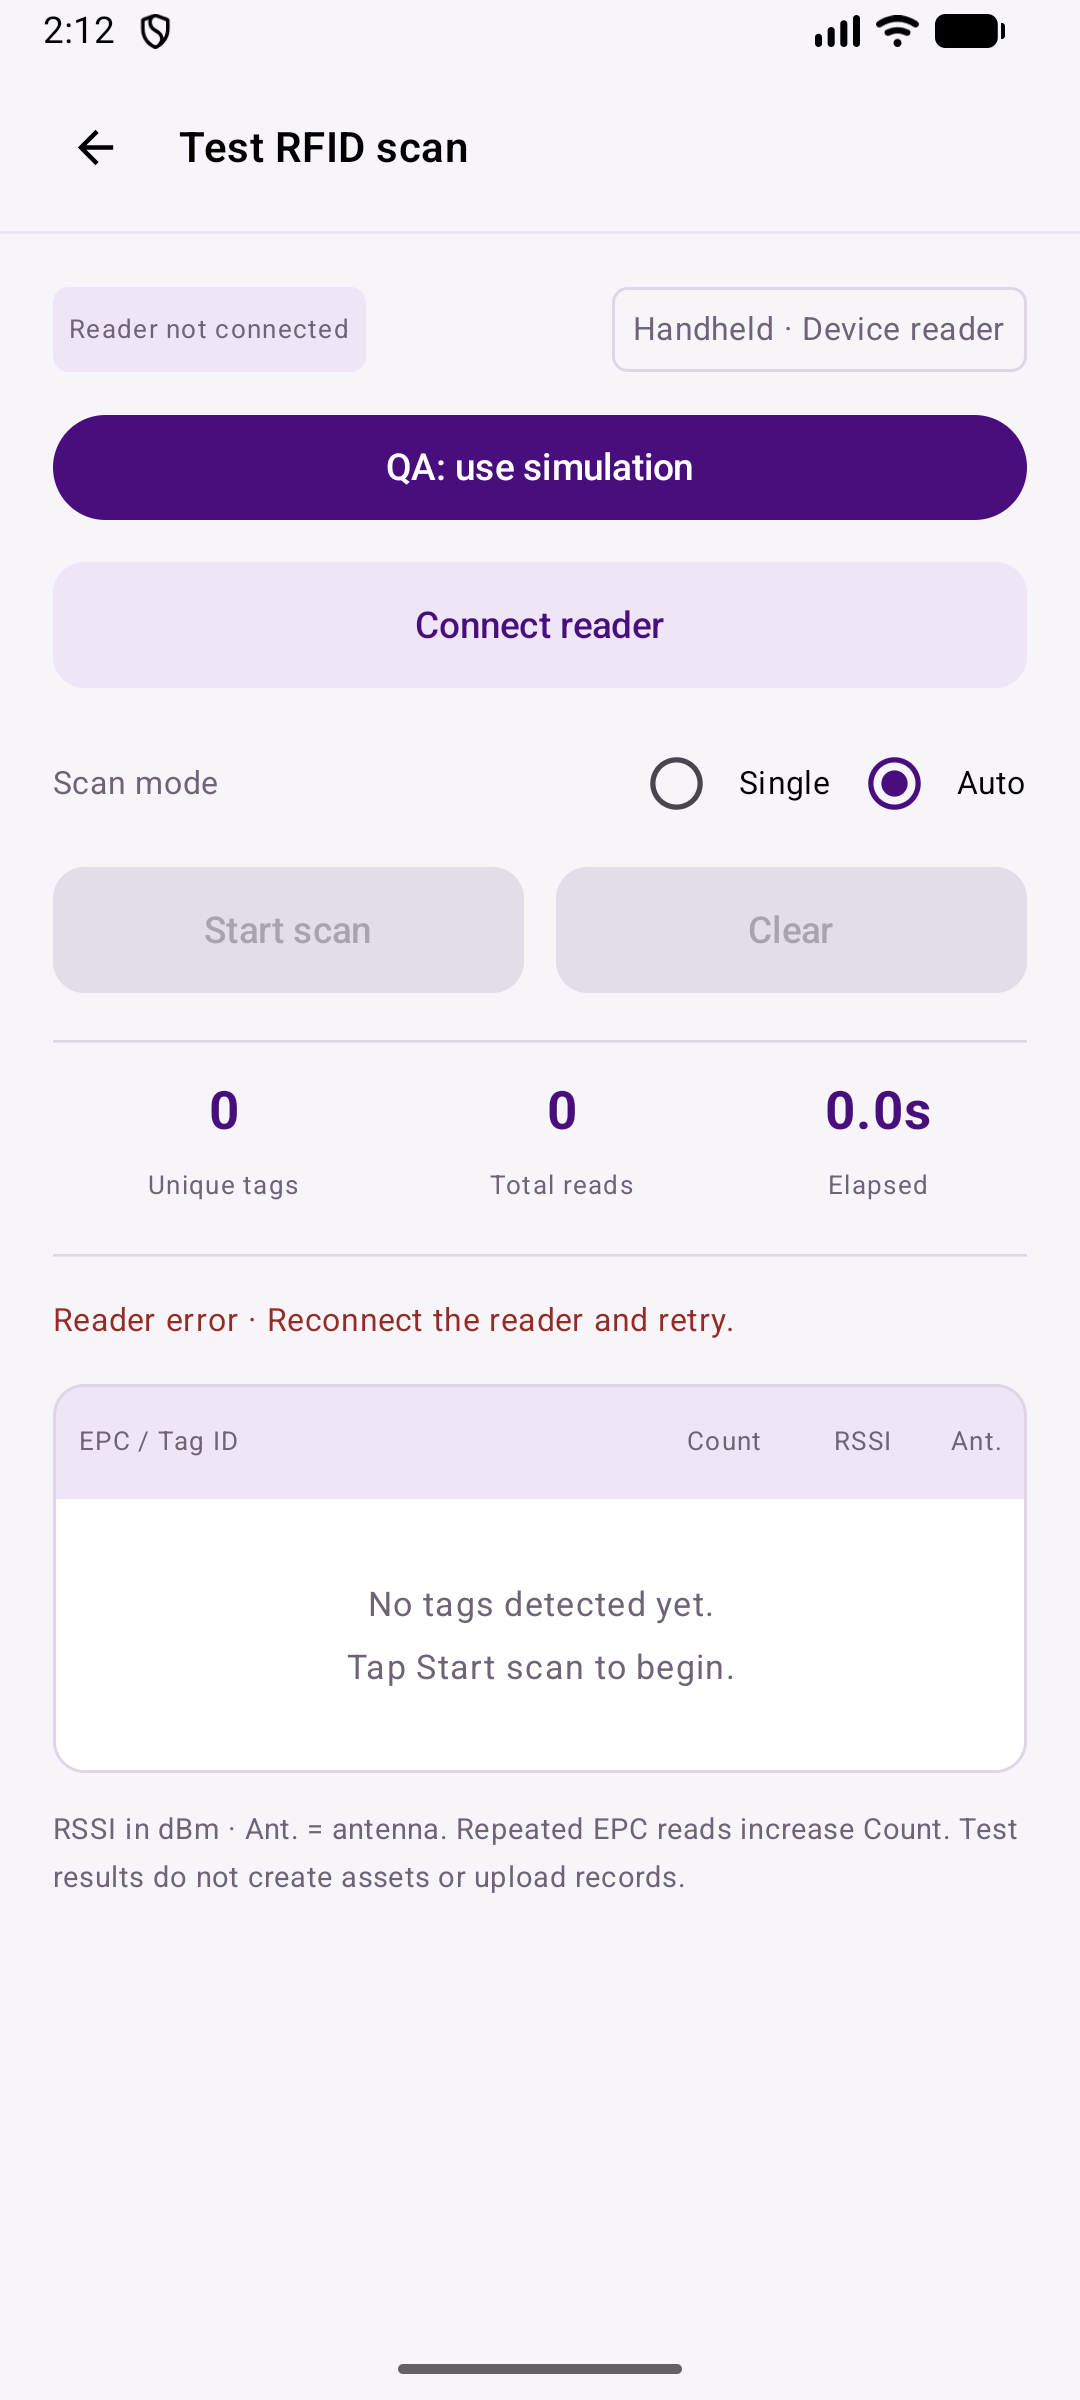 2:12
Test RFID scan
Reader not connected
Handheld · Device reader
QA: use simulation
Connect reader
Scan mode
Single
Auto
Start scan
Clear
0
0
0.0s
Unique tags
Total reads
Elapsed
Reader error · Reconnect the reader and retry.
EPC / Tag ID
Count
RSSI
Ant.
No tags detected yet.
Tap Start scan to begin.
RSSI in dBm · Ant. = antenna. Repeated EPC reads increase Count. Test
results do not create assets or upload records.